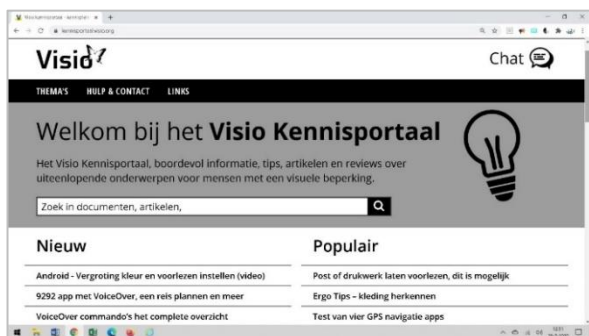 kennisportaalvisio.org
Visio
Chat
THEMA'S HULP & CONTACT LINKS
Welkom bij het Visio Kennisportaal
Het Visio Kennisportaal, boordevol informatie, tips, artikelen en reviews over
uiteenlopende onderwerpen voor mensen met een visuele beperking.
Zoek in documenten, artikelen,
Nieuw
Android - Vergroting kleur en voorlezen instellen (video)
9292 app met VoiceOver, een reis plannen en meer
VoiceOver commando's het complete overzicht
Populair
Post of drukwerk laten voorlezen, dit is mogelijk
Ergo Tips – kleding herkennen
Test van vier GPS navigatie apps